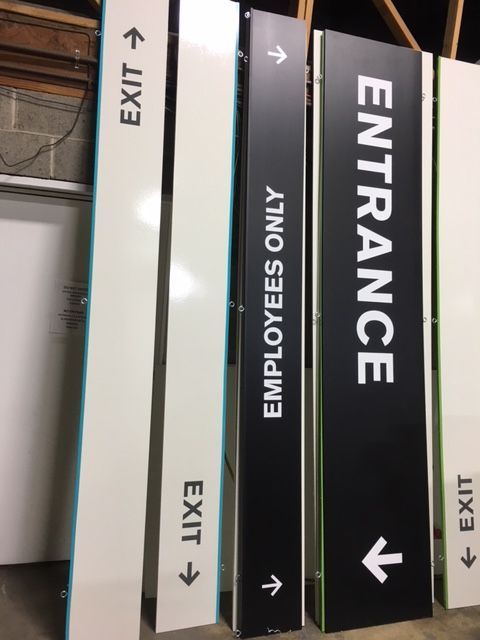 EXIT →
EXIT →
→ EMPLOYEES ONLY →
ENTRANCE ←
← EXIT